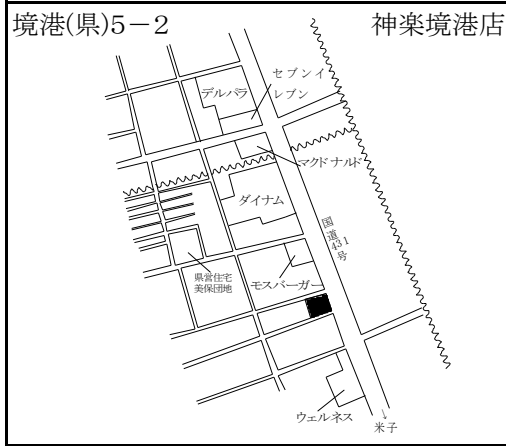 境港(県)5-2 神楽境港店
セブンイ
レブン
デルパラ
マクドナルド
ダイナム
国道431号
県営住宅
美保団地
モスバーガー
ウェルネス
↓
米子